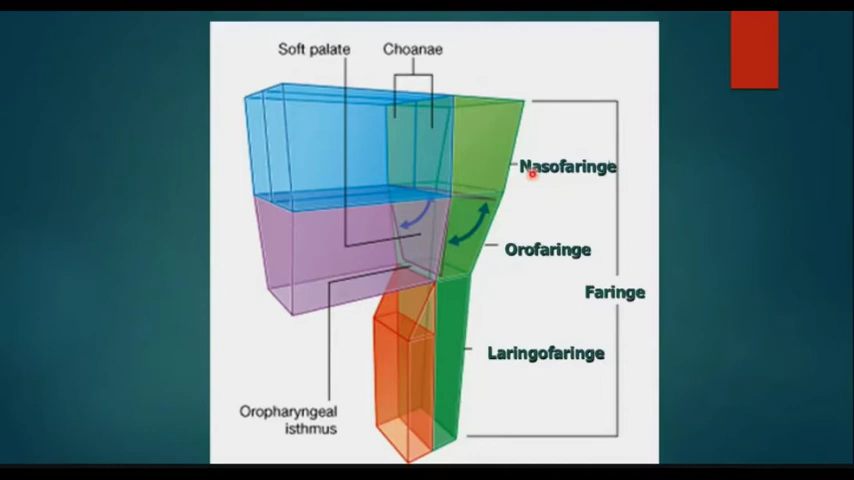 Soft palate
Choanae
Nasofaringe
Orofaringe
Faringe
Laringofaringe
Oropharyngeal
isthmus